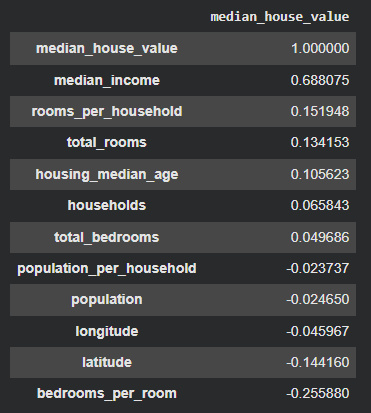 median_house_value
median_house_value 1.000000
median_income 0.688075
rooms_per_household 0.151948
total_rooms 0.134153
housing_median_age 0.105623
households 0.065843
total_bedrooms 0.049686
population_per_household -0.023737
population -0.024650
longitude -0.045967
latitude -0.144160
bedrooms_per_room -0.255880